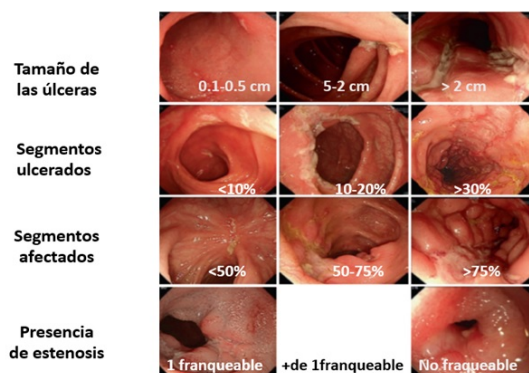 Tamaño de
las úlceras
0.1-0.5 cm
5-2 cm
> 2 cm
Segmentos
ulcerados
<10%
10-20%
>30%
Segmentos
afectados
<50%
50-75%
>75%
Presencia
de estenosis
1 franqueable
+de 1franqueable
No fraqueable